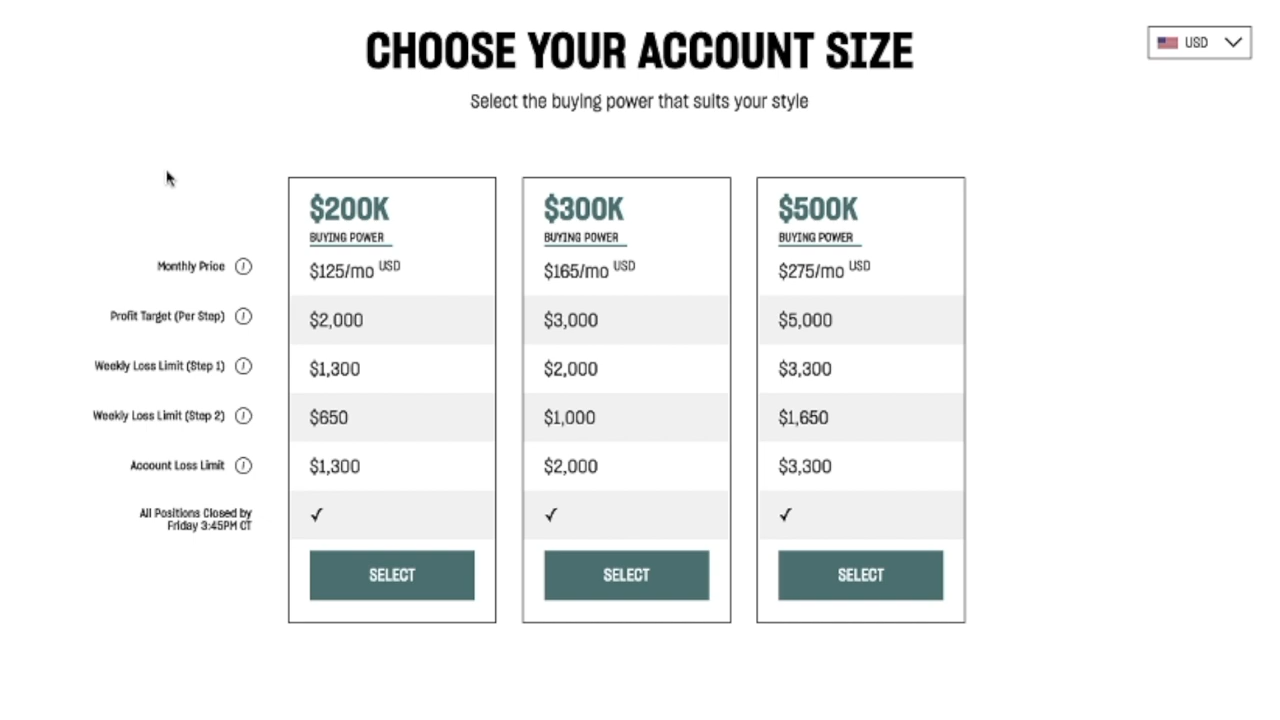 CHOOSE YOUR ACCOUNT SIZE
USD
Select the buying power that suits your style
$200K $300K $500K
BUYING POWER BUYING POWER BUYING POWER
Monthly Price $125/mo USD $165/mo USD $275/mo USD
Profit Target (Per Step) $2,000 $3,000 $5,000
Weekly Loss Limit (Step 1) $1,300 $2,000 $3,300
Weekly Loss Limit (Step 2) $650 $1,000 $1,650
Account Loss Limit $1,300 $2,000 $3,300
All Positions Closed by
Friday 3:45PM CT ✓ ✓ ✓
SELECT SELECT SELECT